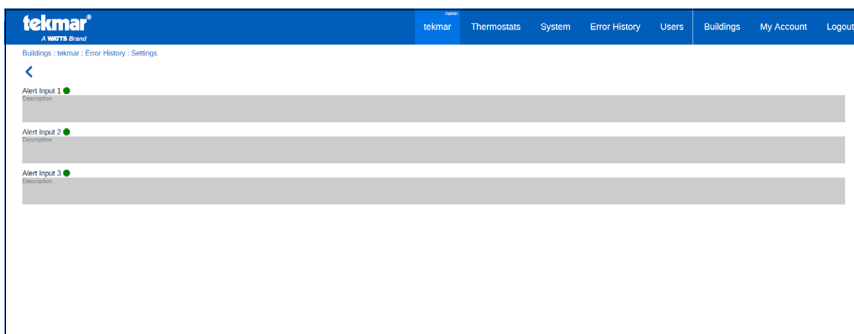 tekmar®
A WATTS Brand
Admin
tekmar Thermostats System Error History Users Buildings My Account Logout
Buildings : tekmar : Error History : Settings
Alert Input 1
Description
Alert Input 2
Description
Alert Input 3
Description